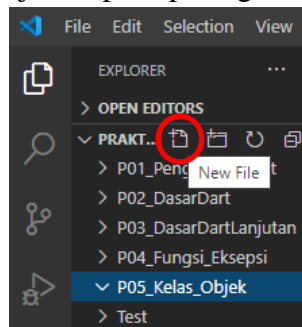 File Edit Selection View
EXPLORER ...
> OPEN EDITORS
PRAKT..
> P01_Peng t
New File
> P02_DasarDart
> P03_DasarDartLanjutan
> P04_Fungsi_Eksepsi
P05_Kelas_Objek
> Test